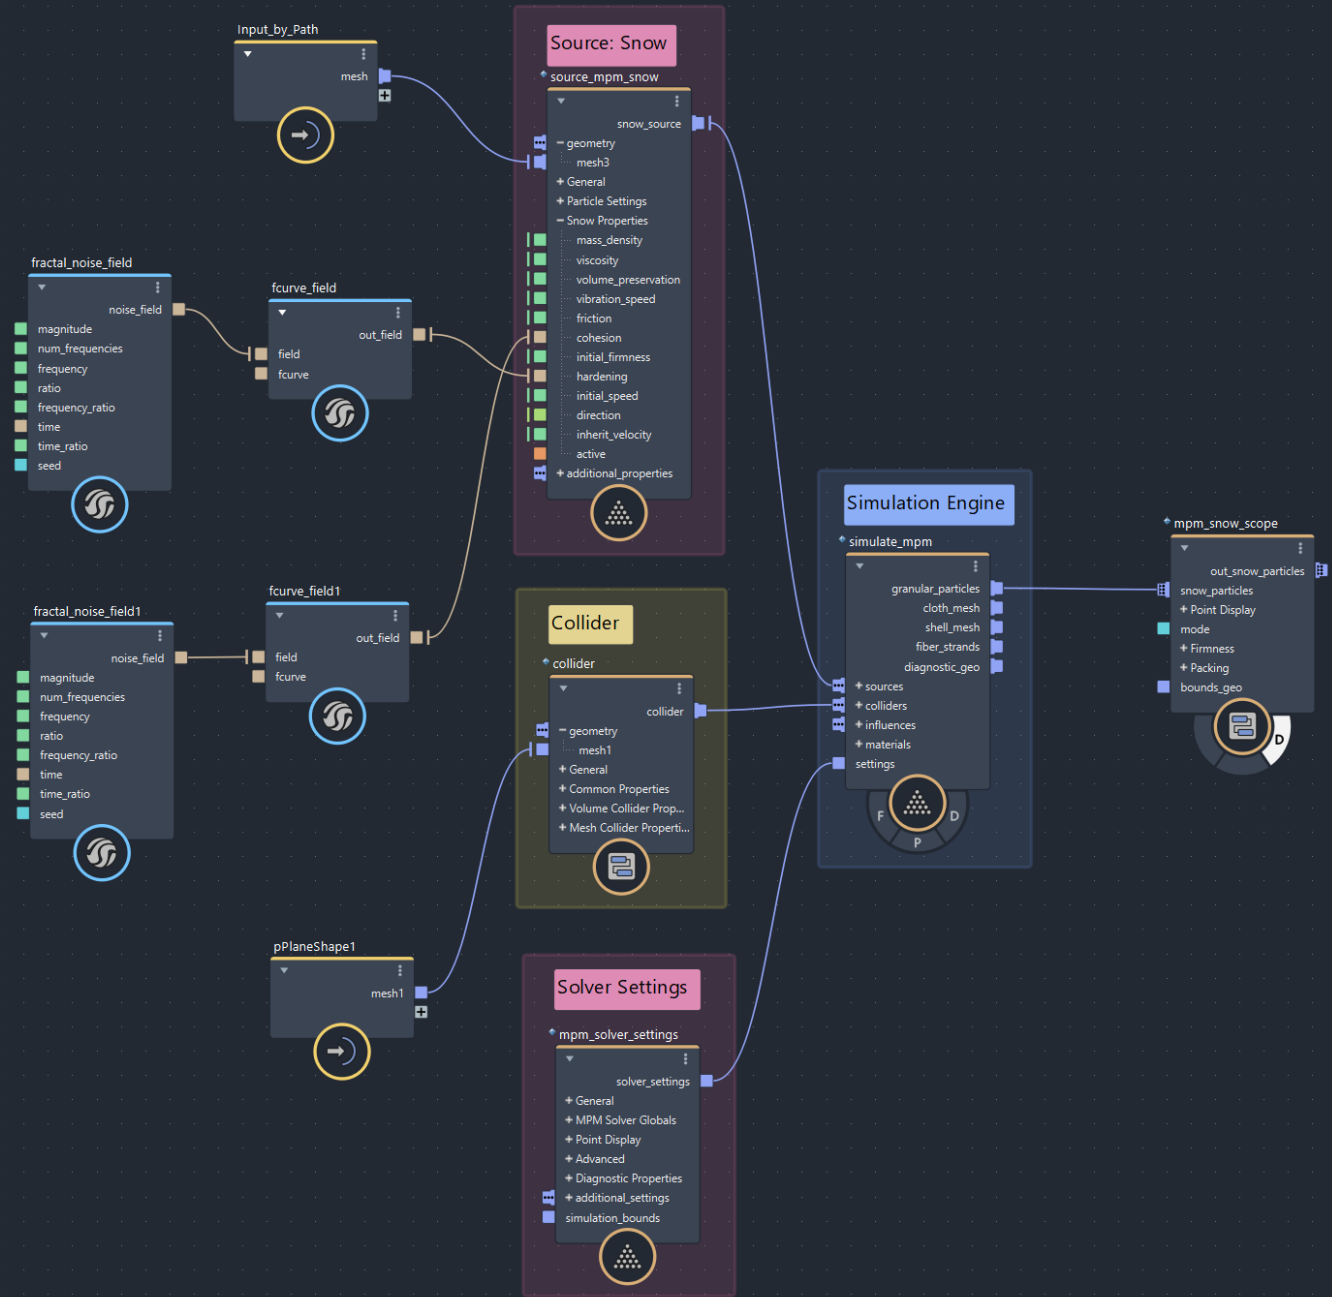 Input_by_Path
mesh
Source: Snow
source_mpm_snow
snow_source
geometry
mesh3
General
Particle Settings
Snow Properties
mass_density
viscosity
volume_preservation
vibration_speed
friction
cohesion
initial_firmness
hardening
initial_speed
direction
inherit_velocity
active
additional_properties
fractal_noise_field
noise_field
magnitude
num_frequencies
frequency
ratio
frequency_ratio
time
time_ratio
seed
fcurve_field
out_field
field
fcurve
fractal_noise_field1
noise_field
magnitude
num_frequencies
frequency
ratio
frequency_ratio
time
time_ratio
seed
fcurve_field1
out_field
field
fcurve
Collider
collider
collider
geometry
mesh1
General
Common Properties
Volume Collider Prop...
Mesh Collider Properti...
pPlaneShape1
mesh1
Solver Settings
mpm_solver_settings
solver_settings
General
MPM Solver Globals
Point Display
Advanced
Diagnostic Properties
additional_settings
simulation_bounds
Simulation Engine
simulate_mpm
granular_particles
cloth_mesh
shell_mesh
fiber_strands
diagnostic_geo
sources
colliders
influences
materials
settings
F
P
D
mpm_snow_scope
out_snow_particles
snow_particles
Point Display
mode
Firmness
Packing
bounds_geo
D